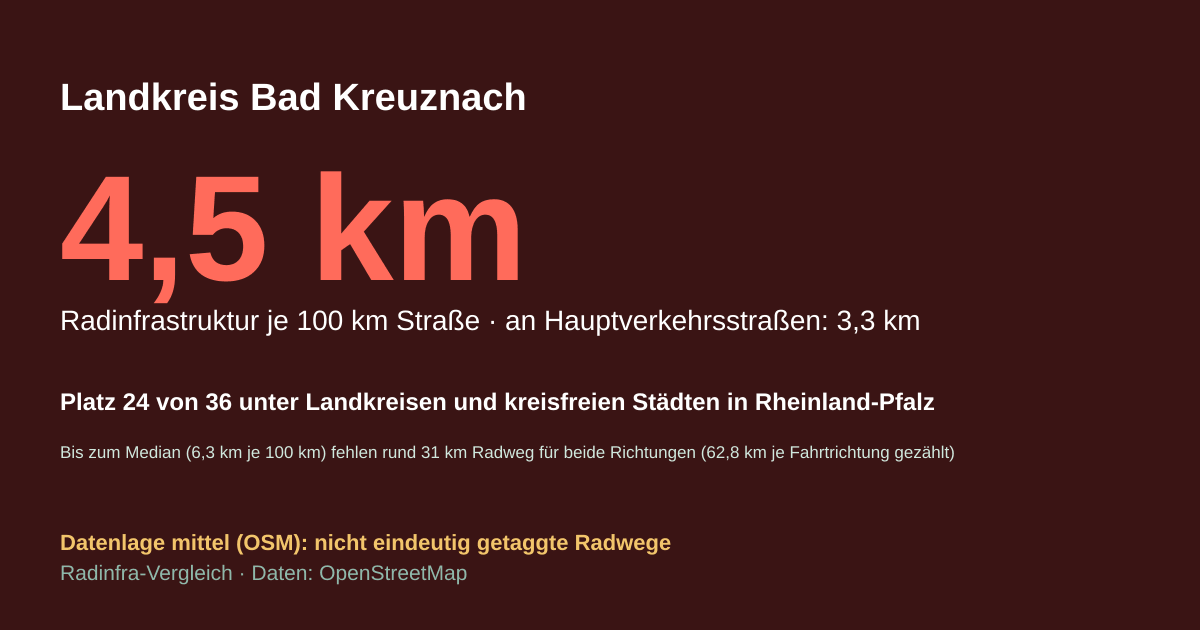 Landkreis Bad Kreuznach
4,5 km
Radinfrastruktur je 100 km Straße · an Hauptverkehrsstraßen: 3,3 km
Platz 24 von 36 unter Landkreisen und kreisfreien Städten in Rheinland-Pfalz
Bis zum Median (6,3 km je 100 km) fehlen rund 31 km Radweg für beide Richtungen (62,8 km je Fahrtrichtung gezählt)
Datenlage mittel (OSM): nicht eindeutig getaggte Radwege
Radinfra-Vergleich · Daten: OpenStreetMap